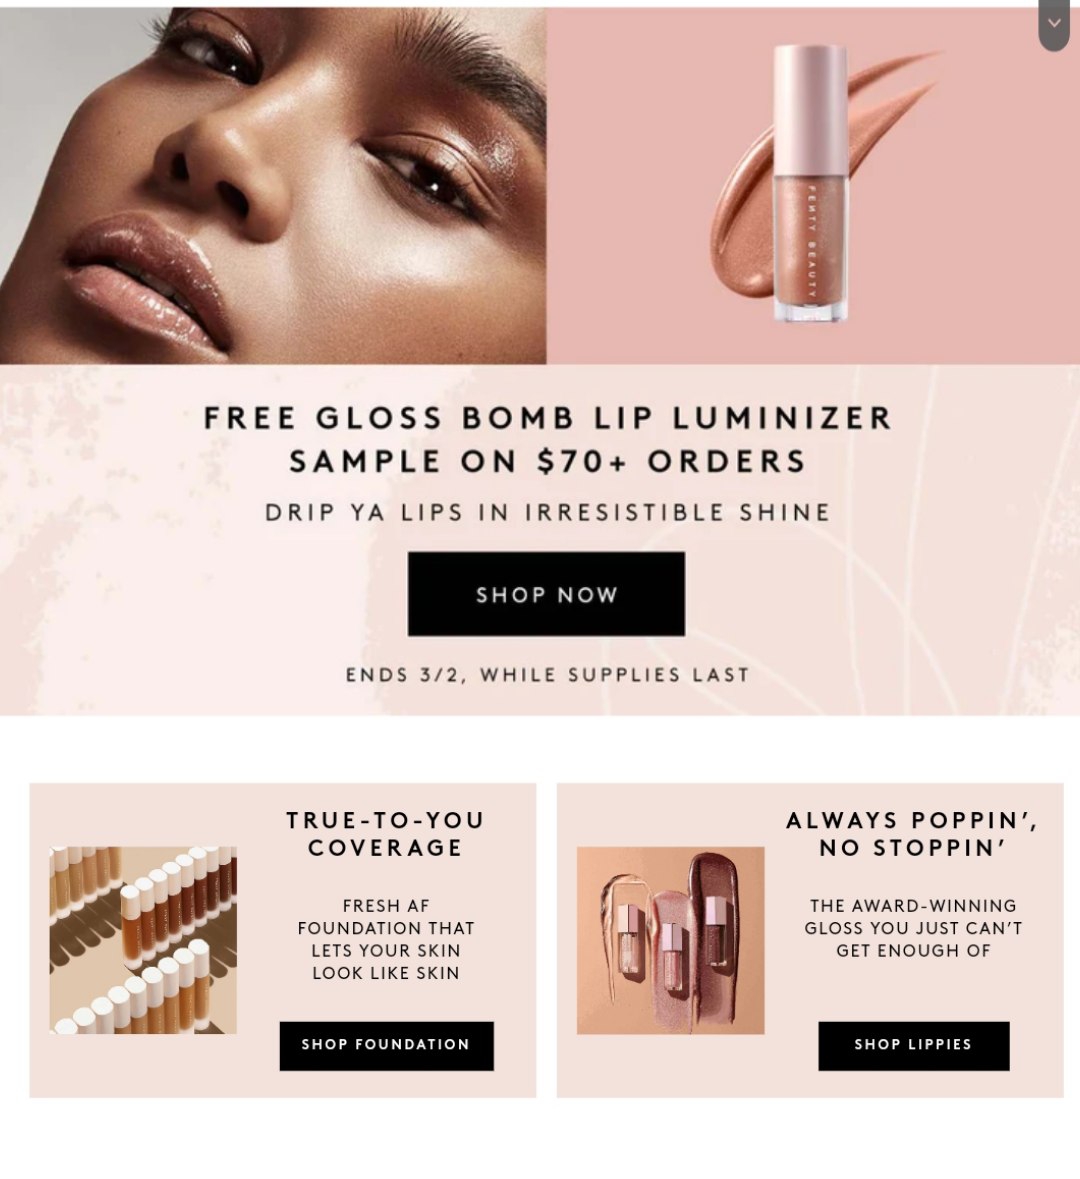 FENTY BEAUTY
FREE GLOSS BOMB LIP LUMINIZER
SAMPLE ON $70+ ORDERS
DRIP YA LIPS IN IRRESISTIBLE SHINE
SHOP NOW
ENDS 3/2, WHILE SUPPLIES LAST
TRUE-TO-YOU
COVERAGE
FRESH AF
FOUNDATION THAT
LETS YOUR SKIN
LOOK LIKE SKIN
SHOP FOUNDATION
ALWAYS POPPIN’,
NO STOPPIN’
THE AWARD-WINNING
GLOSS YOU JUST CAN’T
GET ENOUGH OF
SHOP LIPPIES